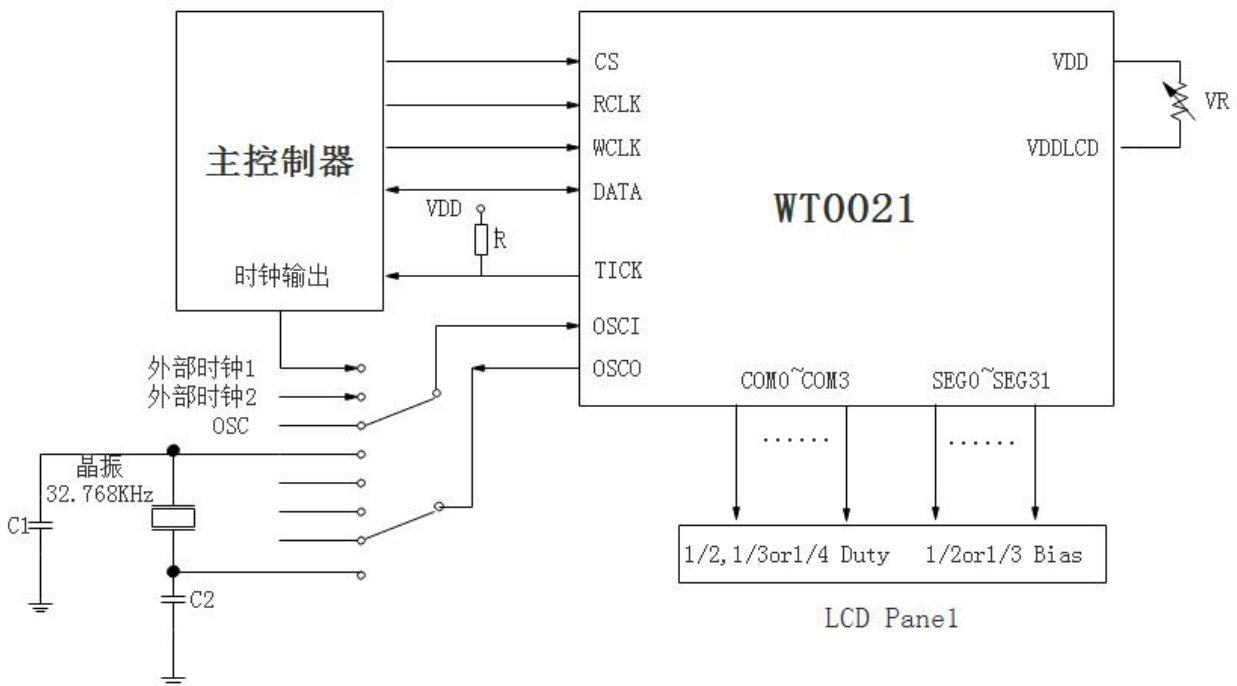 CS
VDD
RCLK
VR
主控制器
WCLK
VDDLCD
DATA
WT0021
VDD
R
TICK
时钟输出
OSCI
外部时钟1
OSCO
外部时钟2
COM0~COM3
SEG0~SEG31
OSC
......
......
晶振
32.768KHz
C1
1/2,1/3or1/4 Duty
1/2or1/3 Bias
C2
LCD Panel